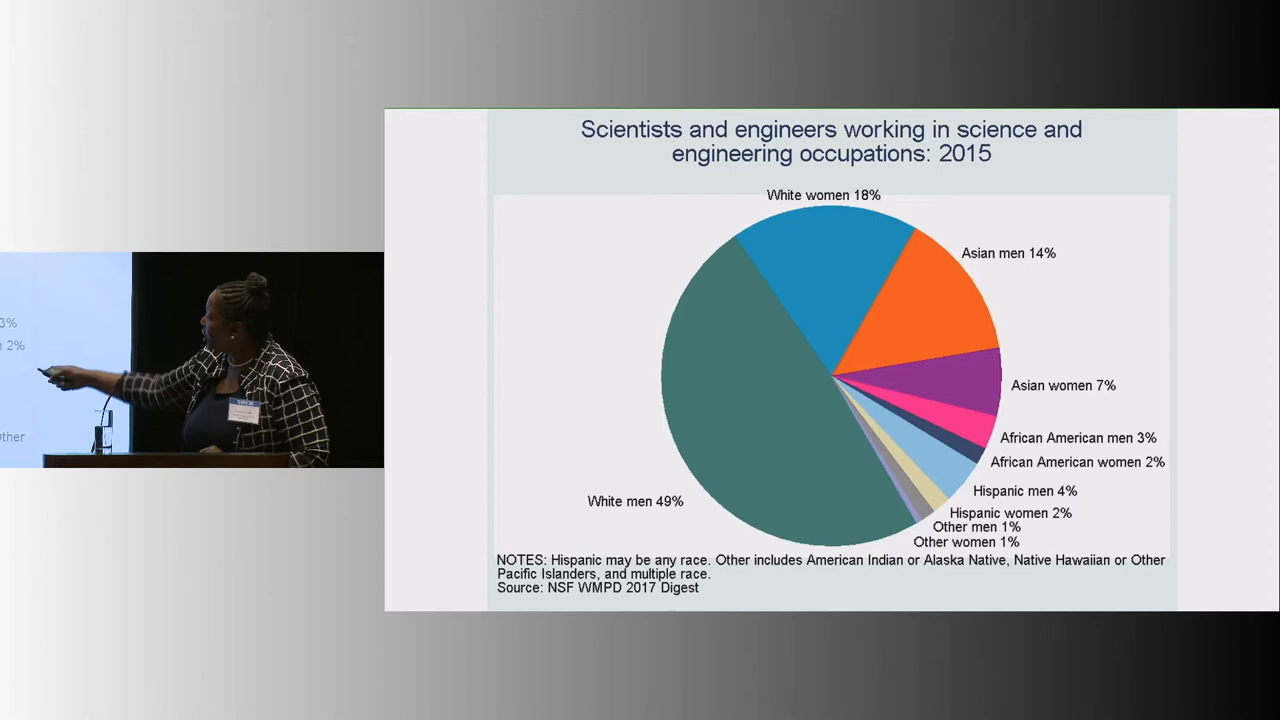 Scientists and engineers working in science and
engineering occupations: 2015
White women 18%
Asian men 14%
Asian women 7%
African American men 3%
African American women 2%
White men 49%
Hispanic men 4%
Hispanic women 2%
Other men 1%
Other women 1%
NOTES: Hispanic may be any race. Other includes American Indian or Alaska Native, Native Hawaiian or Other
Pacific Islanders, and multiple race.
Source: NSF WMPD 2017 Digest
3%
2%